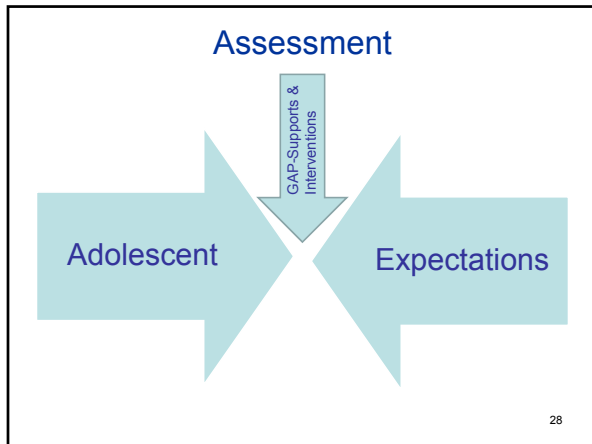 Assessment
GAP-Supports &
Interventions
Adolescent
Expectations
28